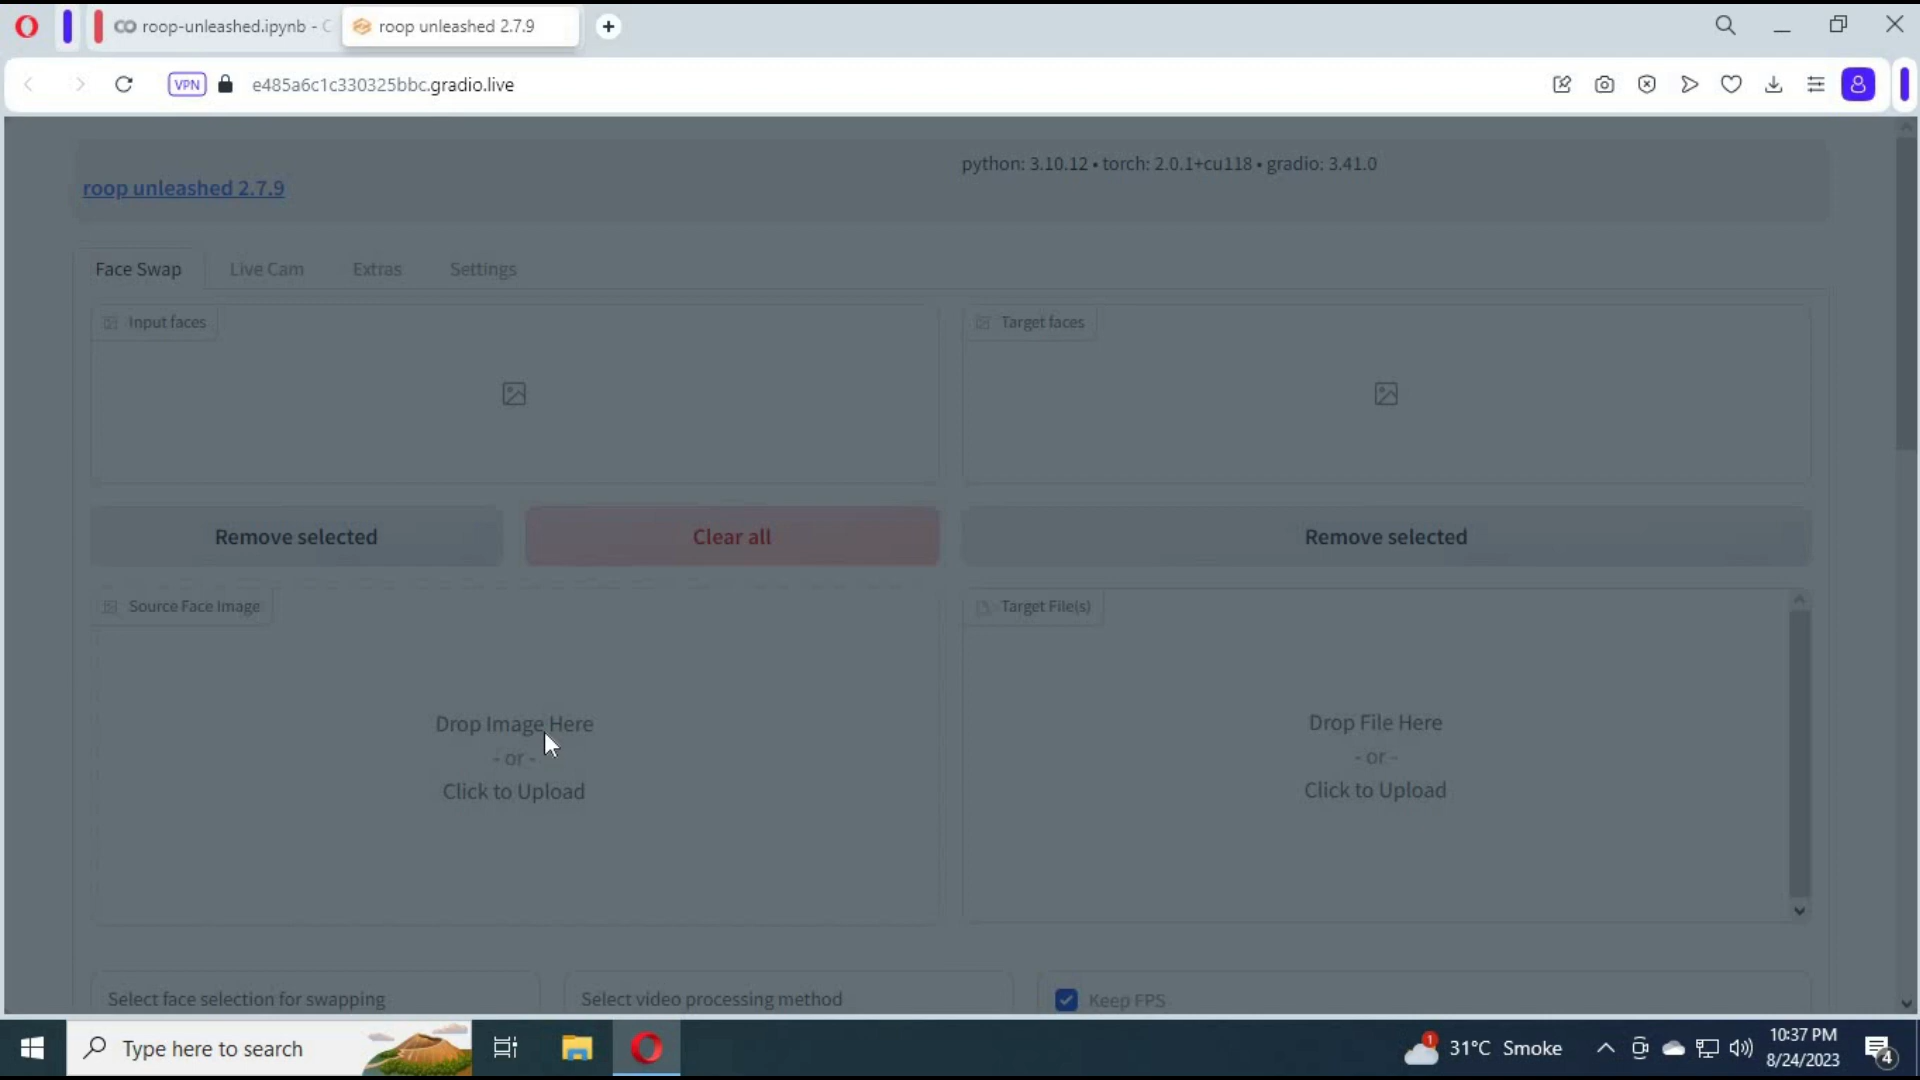 roop-unleashed.ipynb - C
roop unleashed 2.7.9
VPN
e485a6c1c330325bbc.gradio.live
python: 3.10.12 • torch: 2.0.1+cu118 • gradio: 3.41.0
roop unleashed 2.7.9
Face Swap
Live Cam
Extras
Settings
Input faces
Target faces
Remove selected
Clear all
Remove selected
Source Face Image
Target File(s)
Drop Image Here
- or -
Click to Upload
Drop File Here
- or -
Click to Upload
Select face selection for swapping
Select video processing method
Keep FPS
Type here to search
1
31°C Smoke
10:37 PM
8/24/2023
4